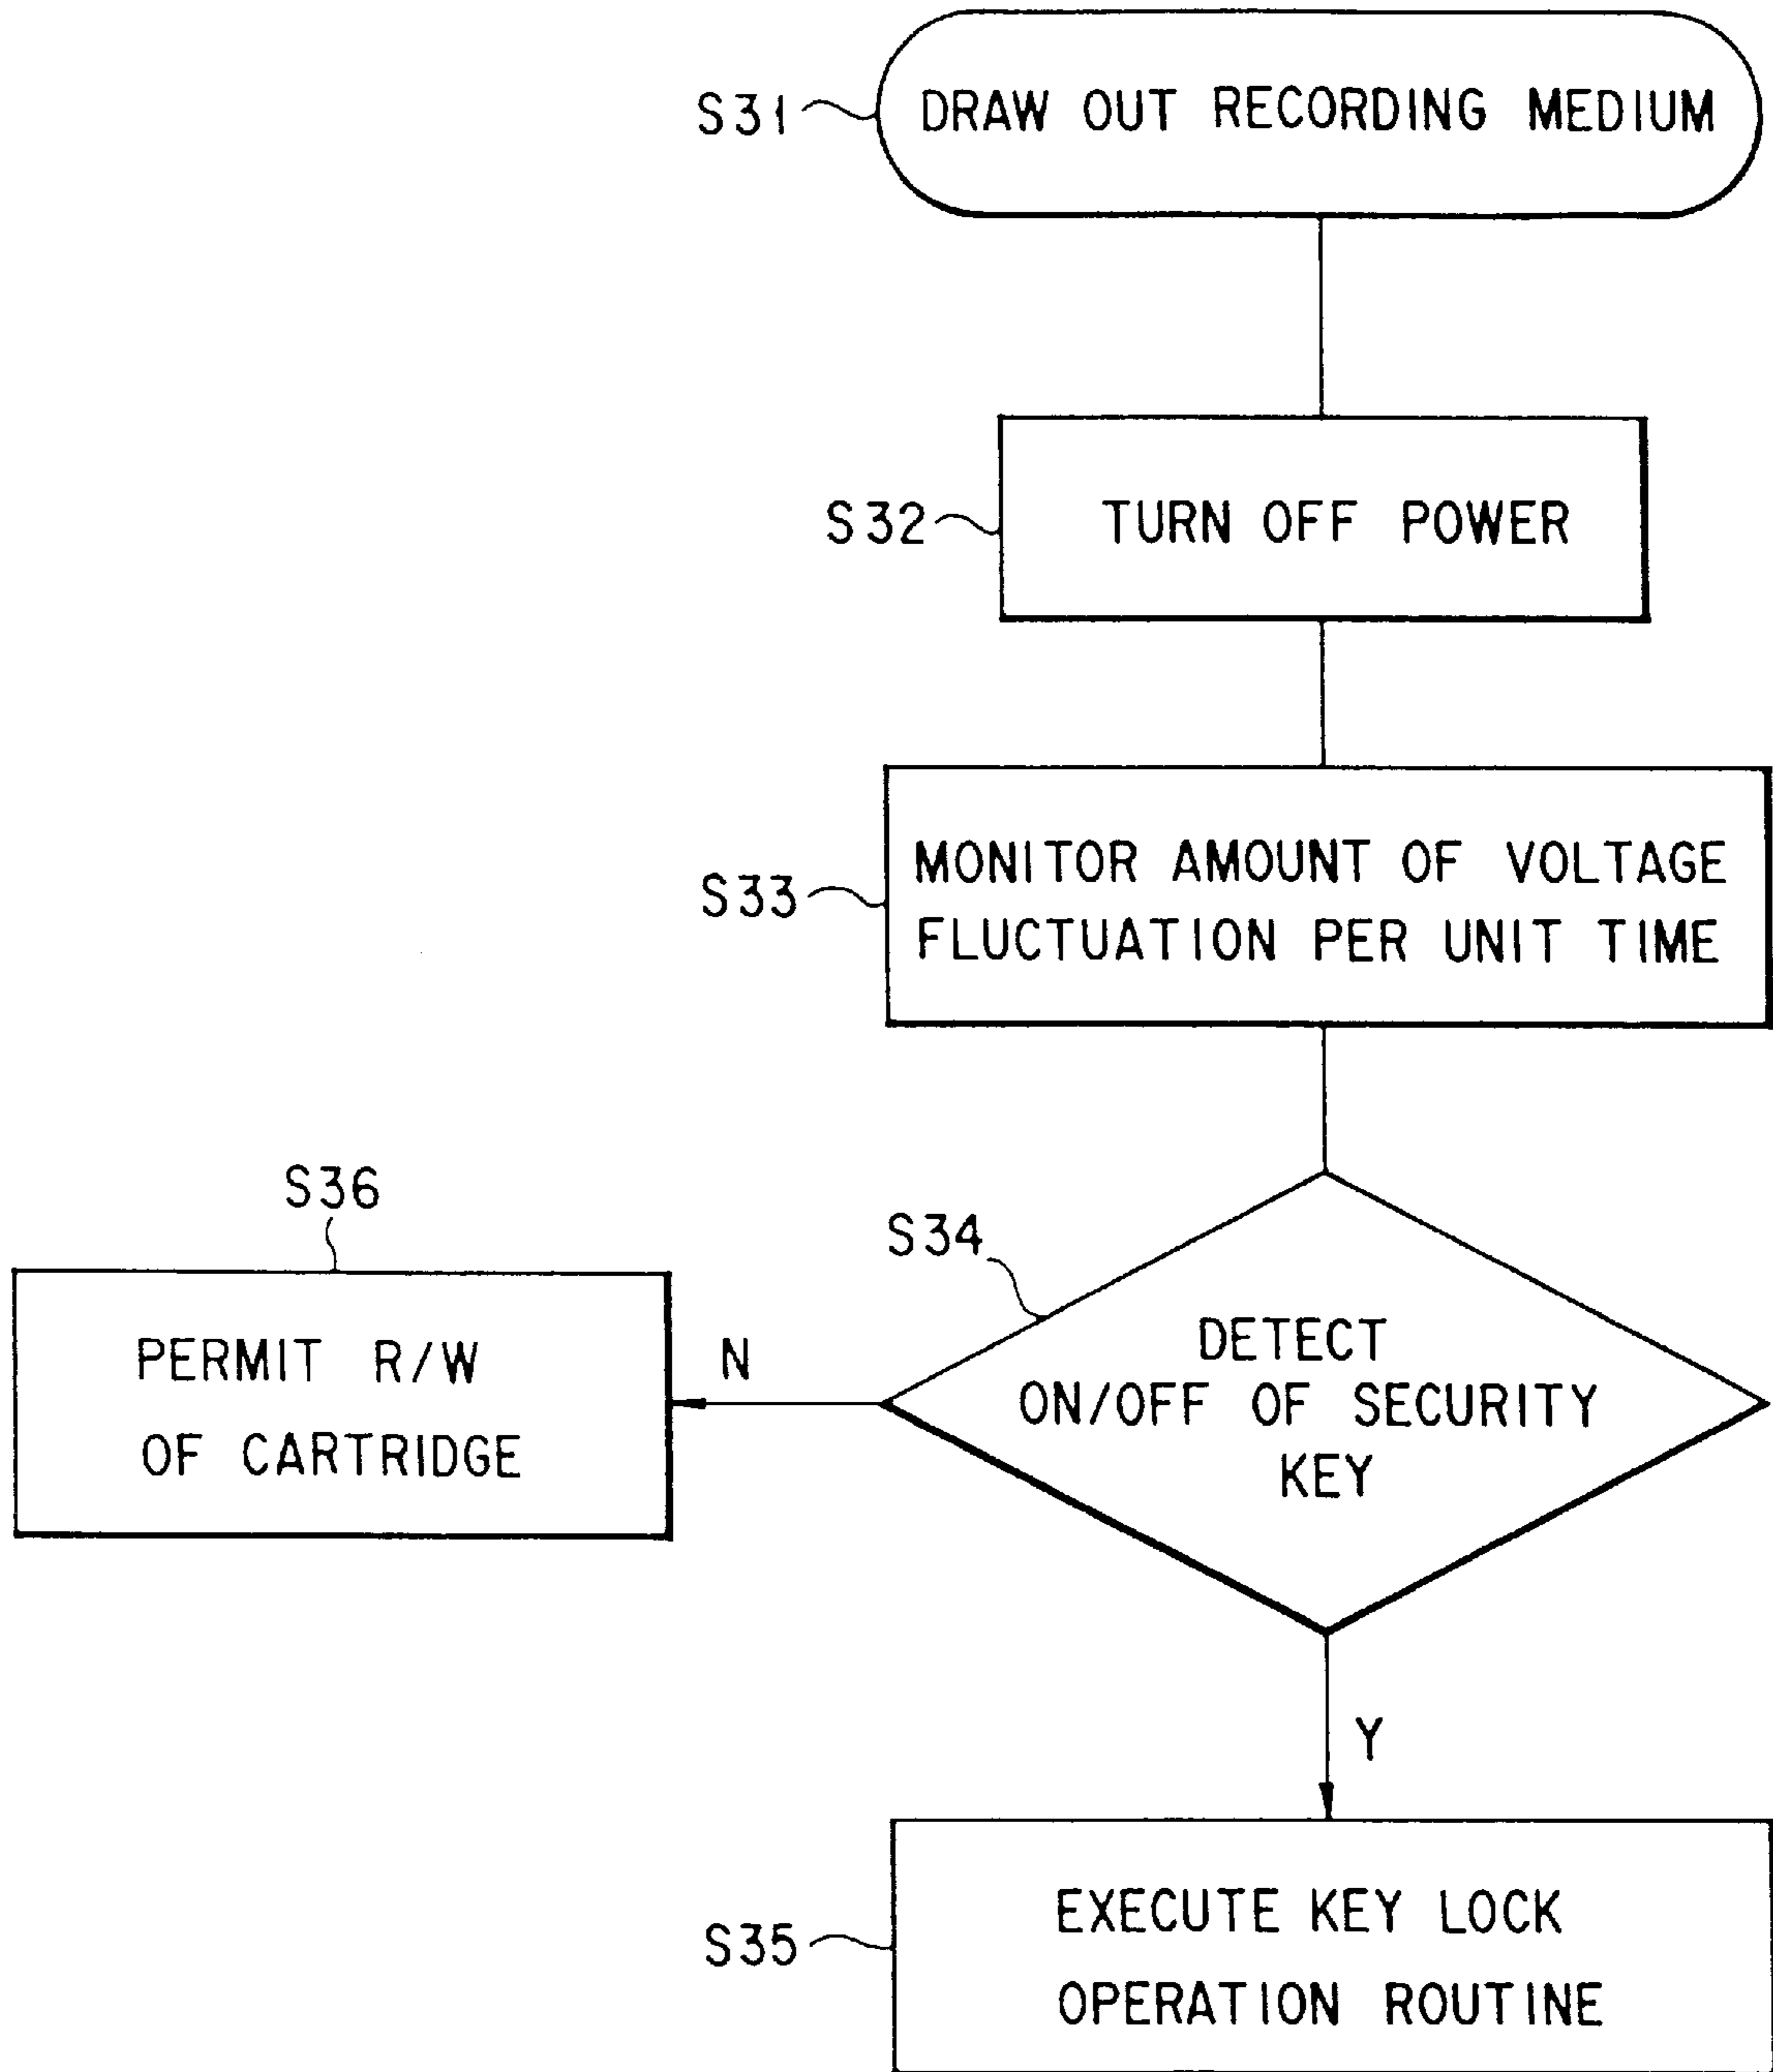 S31
DRAW OUT RECORDING MEDIUM
S32
TURN OFF POWER
S33
MONITOR AMOUNT OF VOLTAGE
FLUCTUATION PER UNIT TIME
S34
DETECT
ON/OFF OF SECURITY
KEY
N
S36
PERMIT R/W
OF CARTRIDGE
Y
S35
EXECUTE KEY LOCK
OPERATION ROUTINE